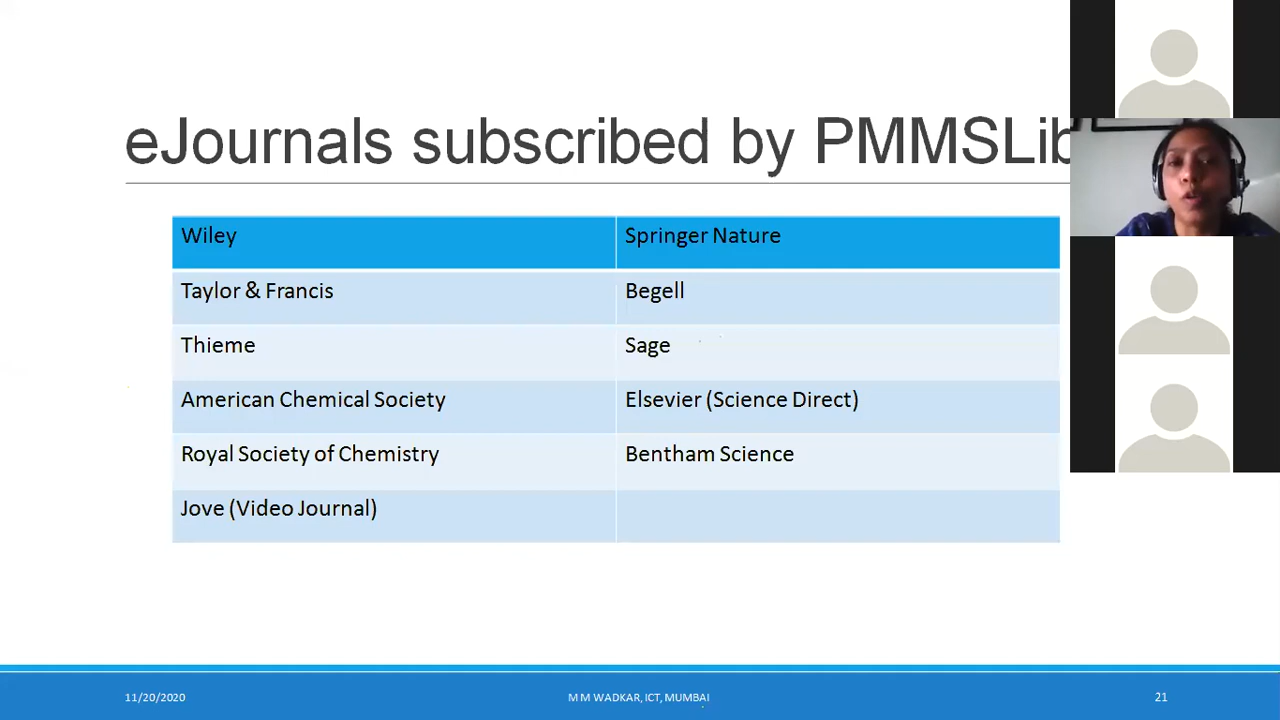 eJournals subscribed by PMMSLib
Wiley
Springer Nature
Taylor & Francis
Begell
Thieme
Sage
American Chemical Society
Elsevier (Science Direct)
Royal Society of Chemistry
Bentham Science
Jove (Video Journal)
11/20/2020
M M WADKAR, ICT, MUMBAI
21